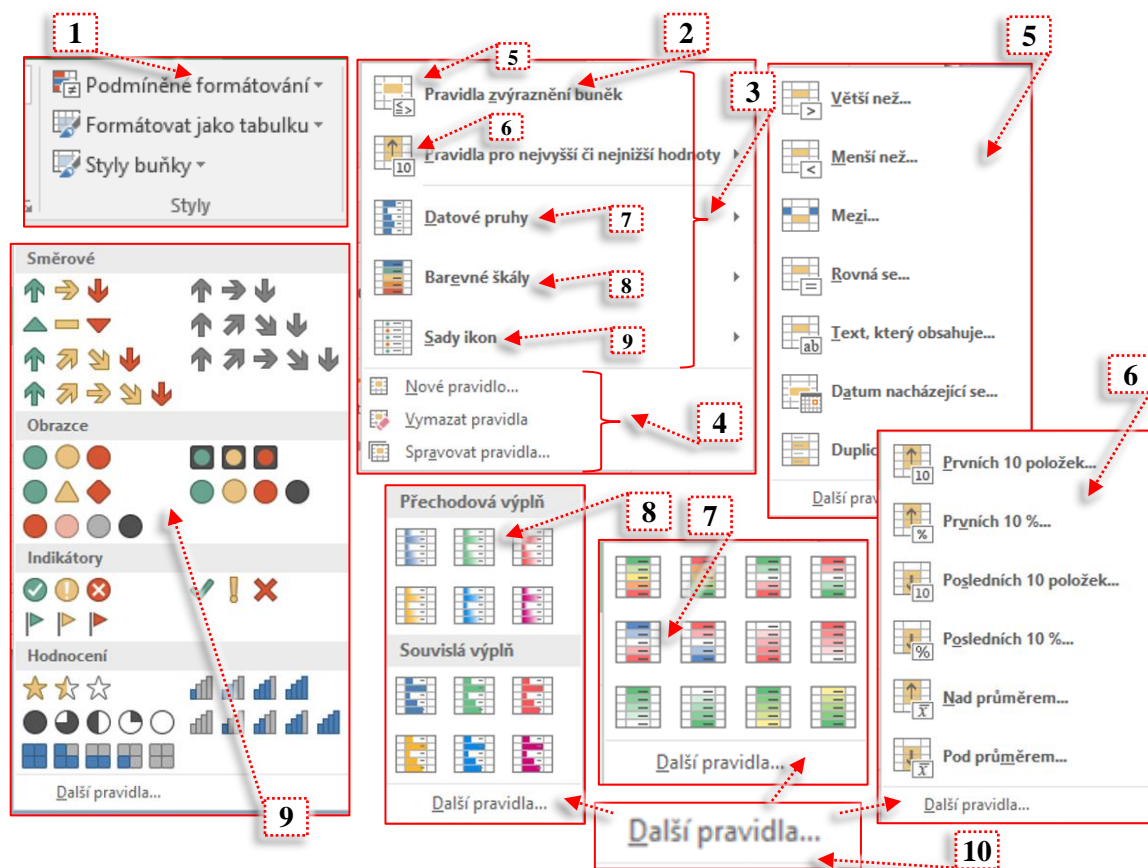 1
Podmíněné formátování
Formátovat jako tabulku
Styly buňky
Styly
2
5
Pravidla zvýraznění buněk
6
10
Pravidla pro nejvyšší či nejnižší hodnoty
3
Datové pruhy
7
Barevné škály
8
Sady ikon
9
Nové pravidlo...
Vymazat pravidla
Spravovat pravidla...
4
5
Větší než...
Menší než...
Mezi...
Rovná se...
ab
Text, který obsahuje...
Datum nacházející se...
Duplic
Další prav
6
10
Prvních 10 položek...
%
Prvních 10 %...
10
Posledních 10 položek...
%
Posledních 10 %...
x
Nad průměrem...
x
Pod průměrem...
Další pravidla...
Směrové
Obrazce
Indikátory
Hodnocení
Další pravidla...
9
8
Přechodová výplň
Souvislá výplň
Další pravidla...
7
Další pravidla...
Další pravidla...
10